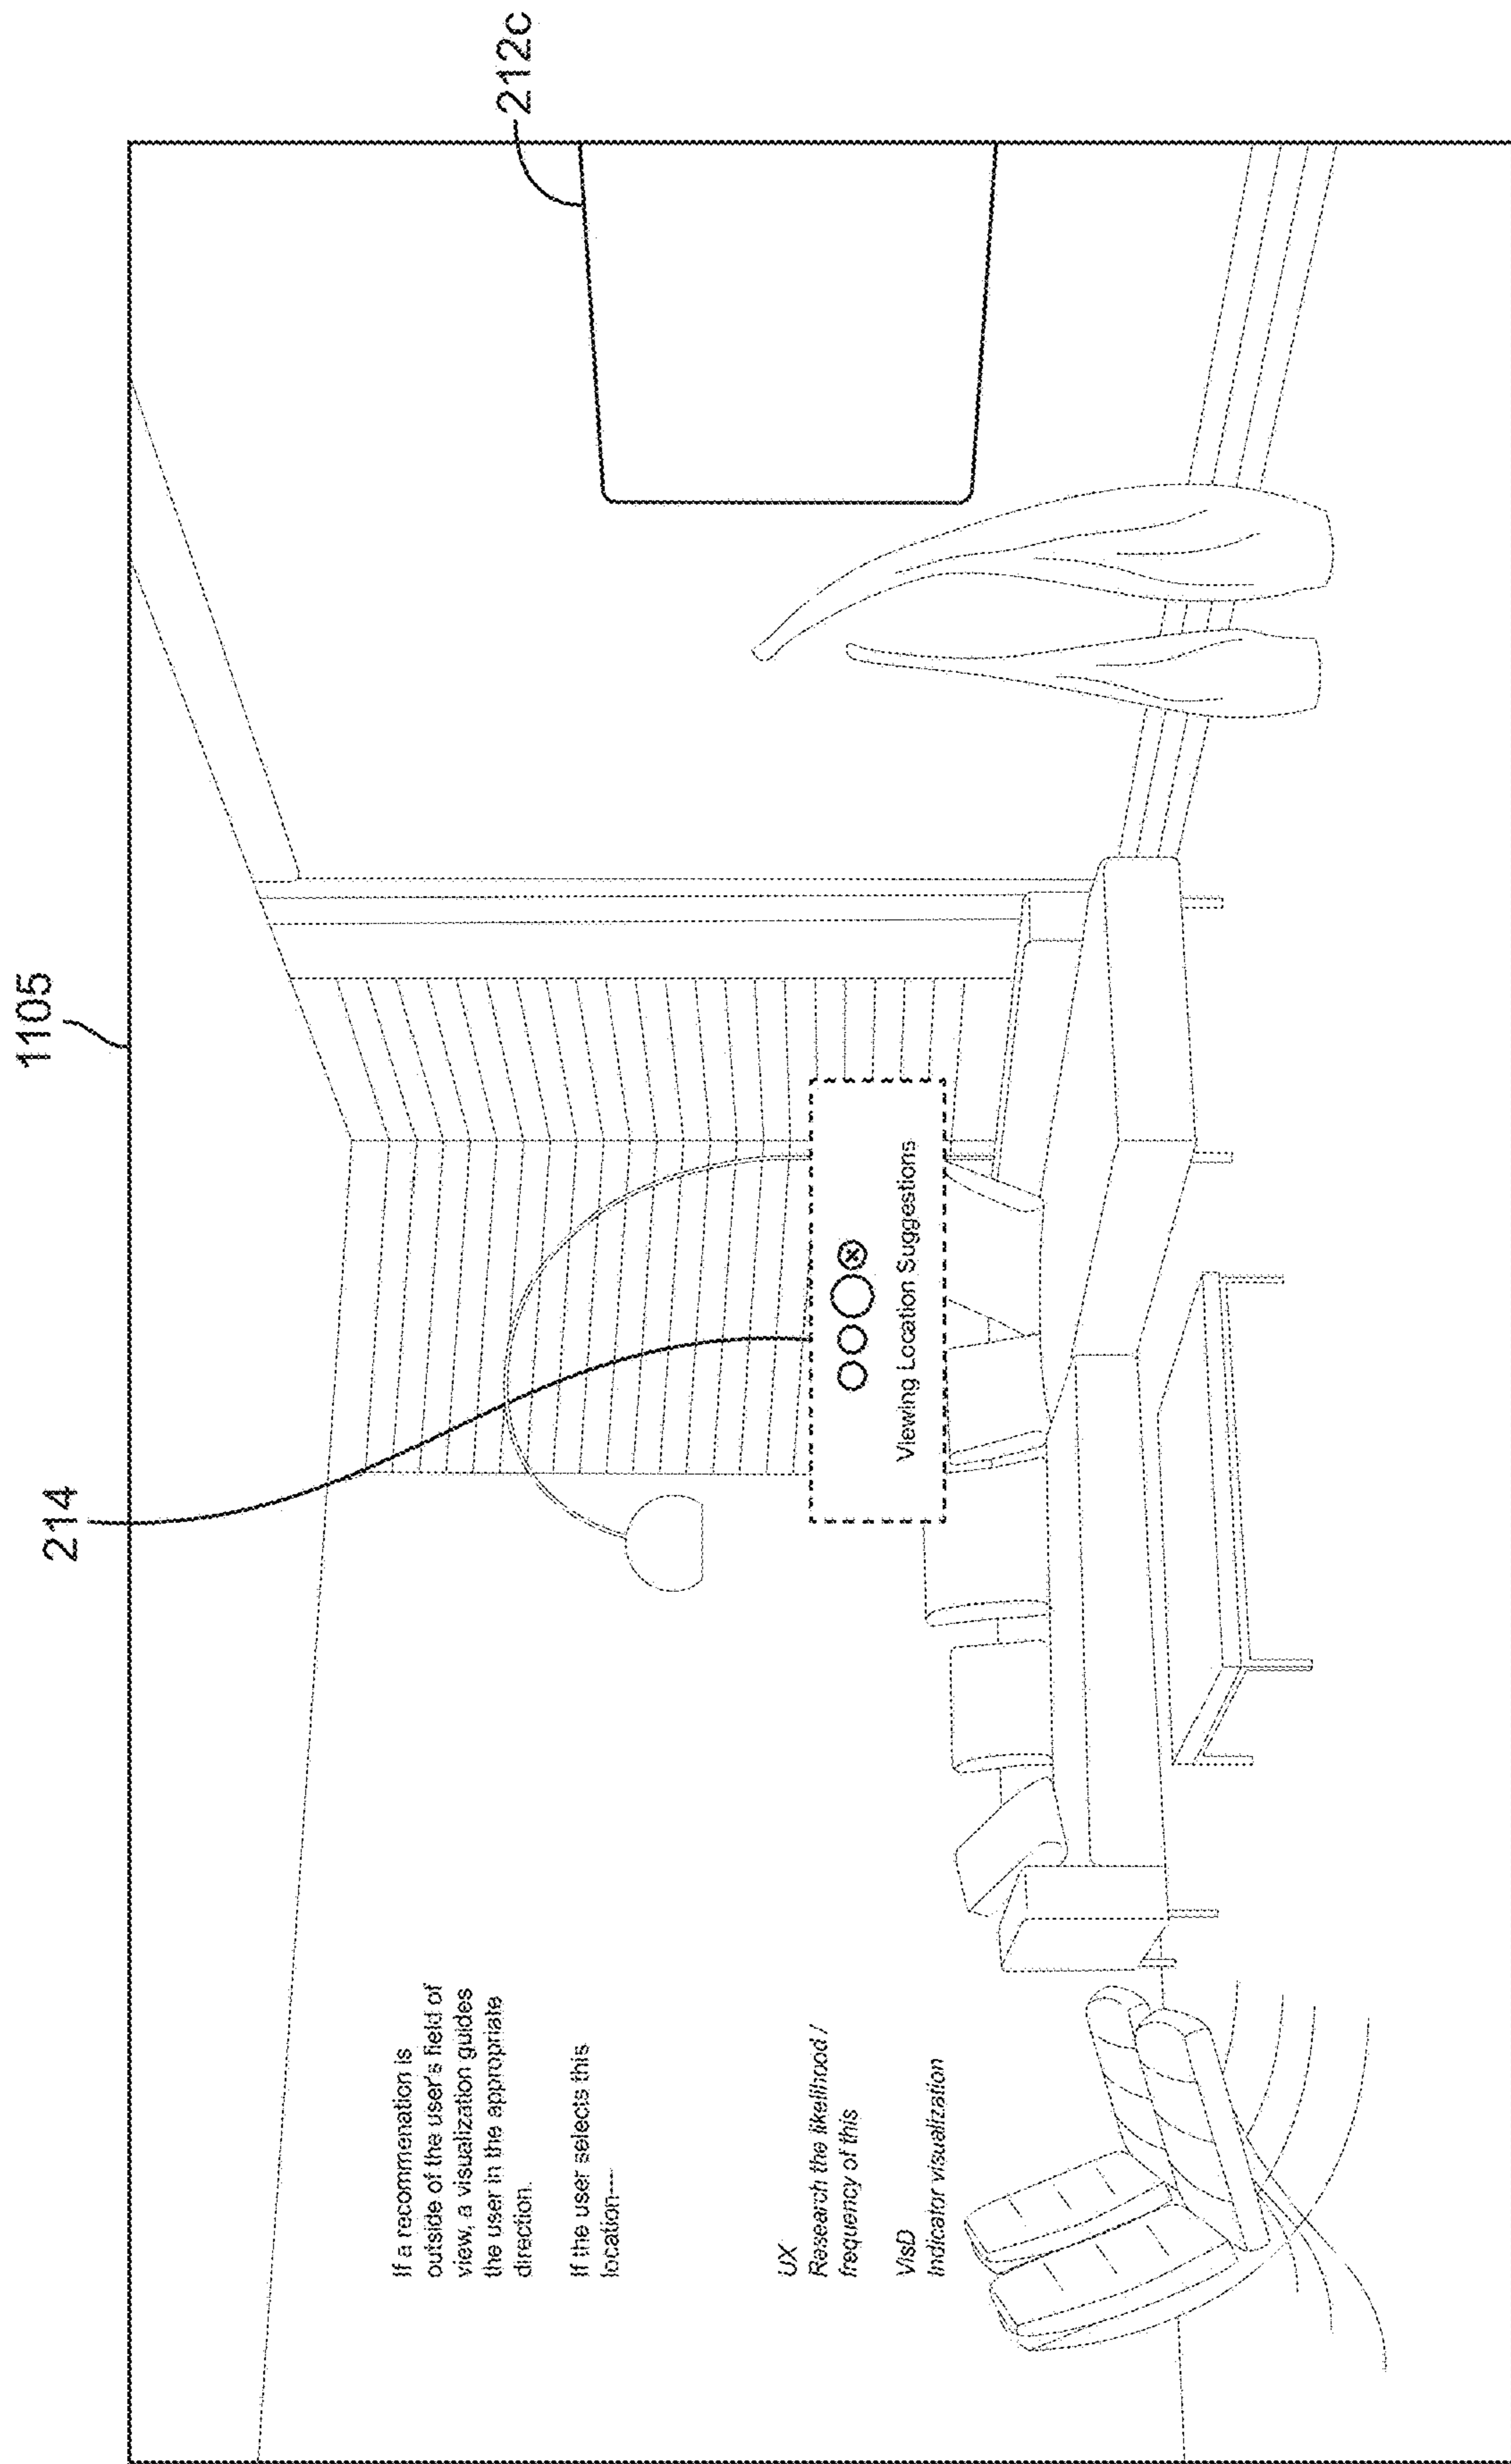 1105
214
212c
If a recommenation is
outside of the user's field of
view, a visualization guides
the user in the appropriate
direction.
If the user selects this
location----
UX
Research the likelihood /
frequency of this
VisD
Indicator visualization
Viewing Location Suggestions